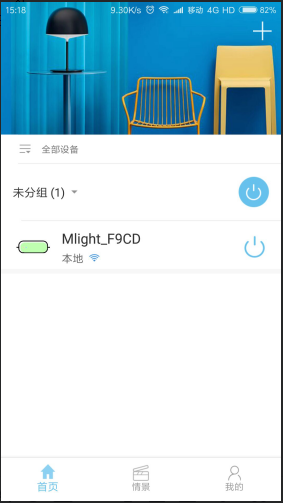 15:18 9.30K/s 移动 4G HD 82%
全部设备
未分组 (1)
Mlight_F9CD
本地
首页 情景 我的